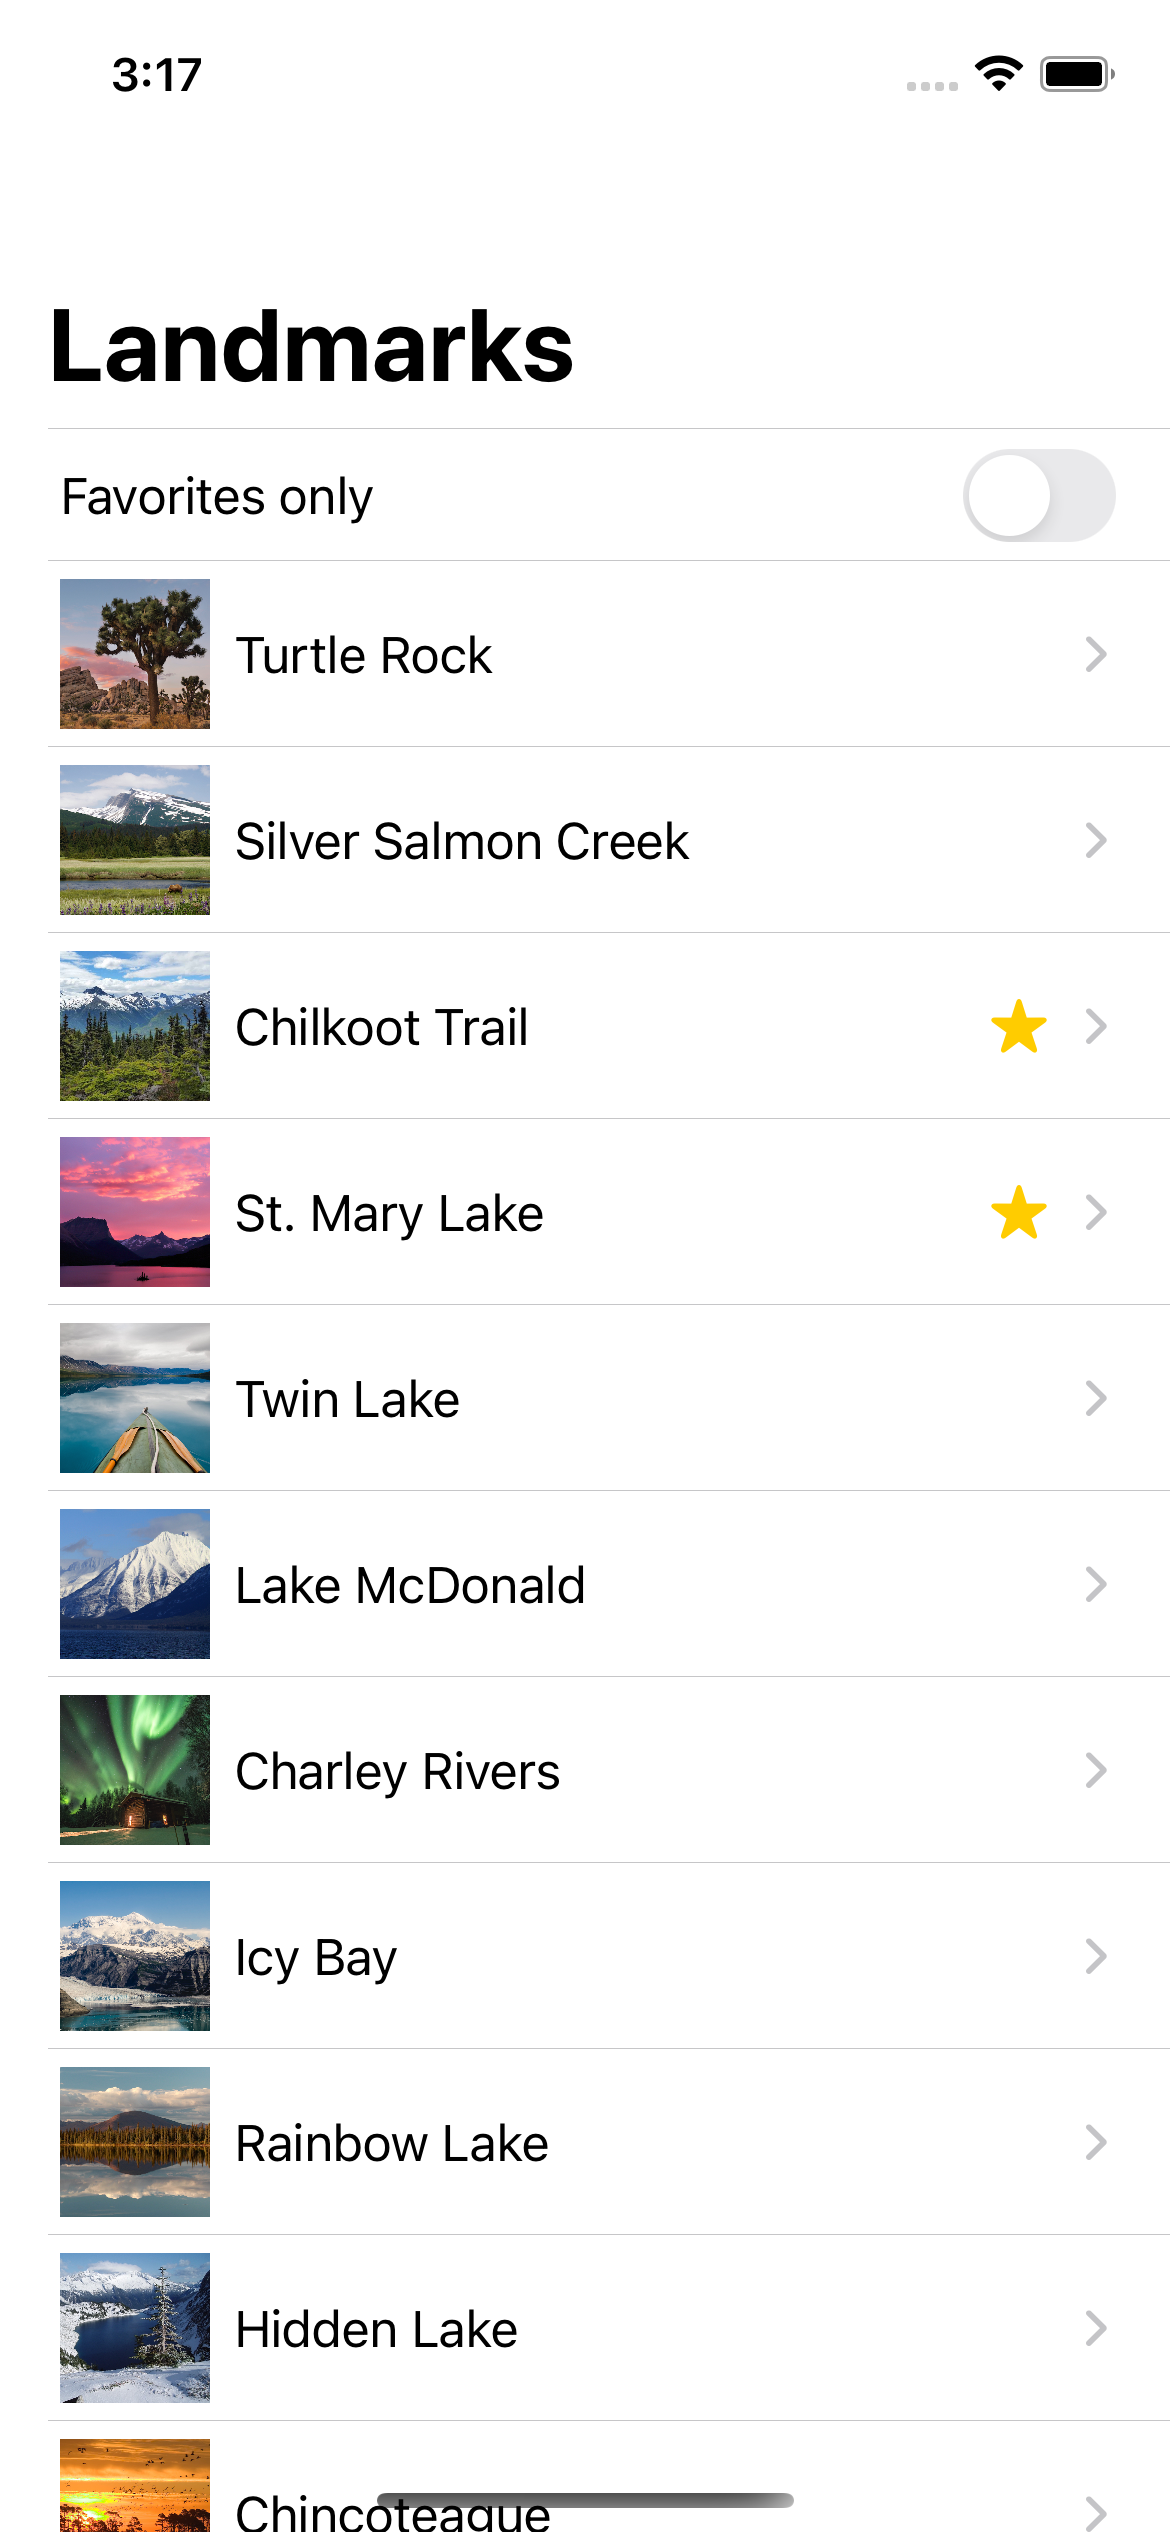 3:17
Landmarks
Favorites only
Turtle Rock
Silver Salmon Creek
Chilkoot Trail
St. Mary Lake
Twin Lake
Lake McDonald
Charley Rivers
Icy Bay
Rainbow Lake
Hidden Lake
Chincoteague